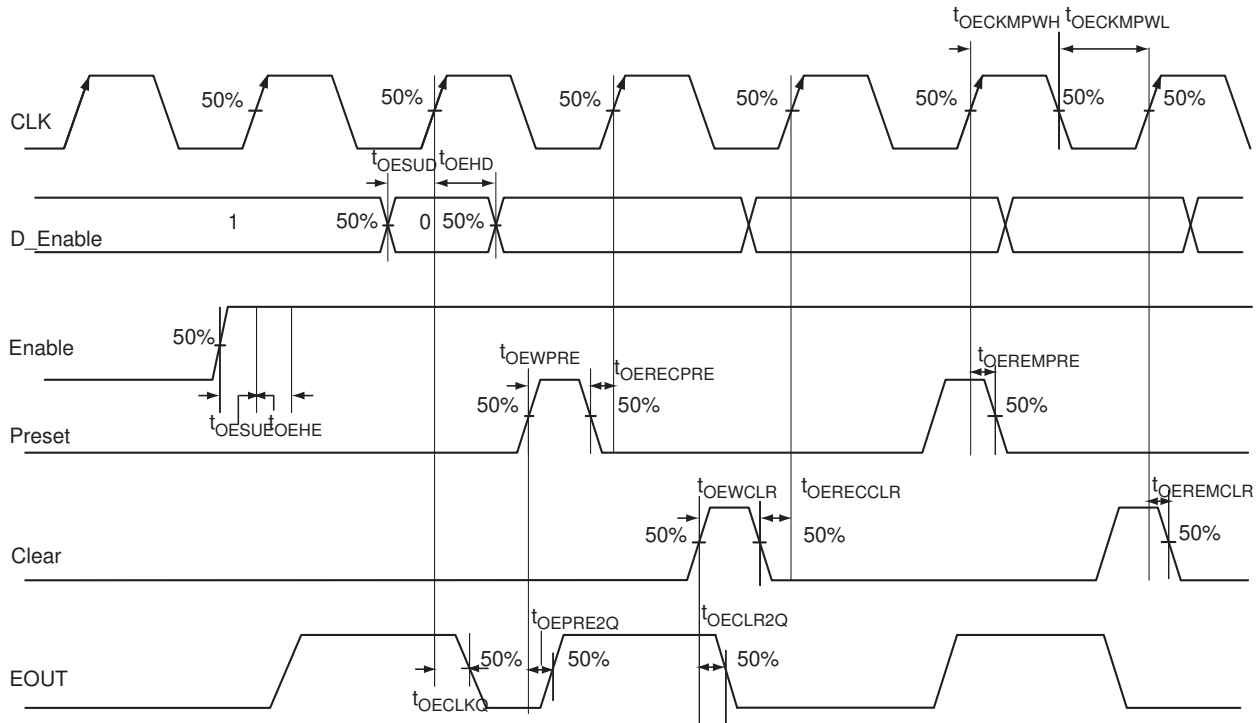 tOECKMPWH tOECKMPWL
CLK 50% 50% 50% 50% 50% 50% 50%
tOESUD tOEHD
D_Enable 1 50% 0 50%
Enable 50%
tOESUE tOEHE
tOEWPRE tOERECPRE tOEREMPRE
Preset 50% 50% 50%
tOEWCLR tOERECCLR tOEREMCLR
Clear 50% 50% 50%
tOEPRE2Q tOECLR2Q
EOUT 50% 50% 50%
tOECLKQ